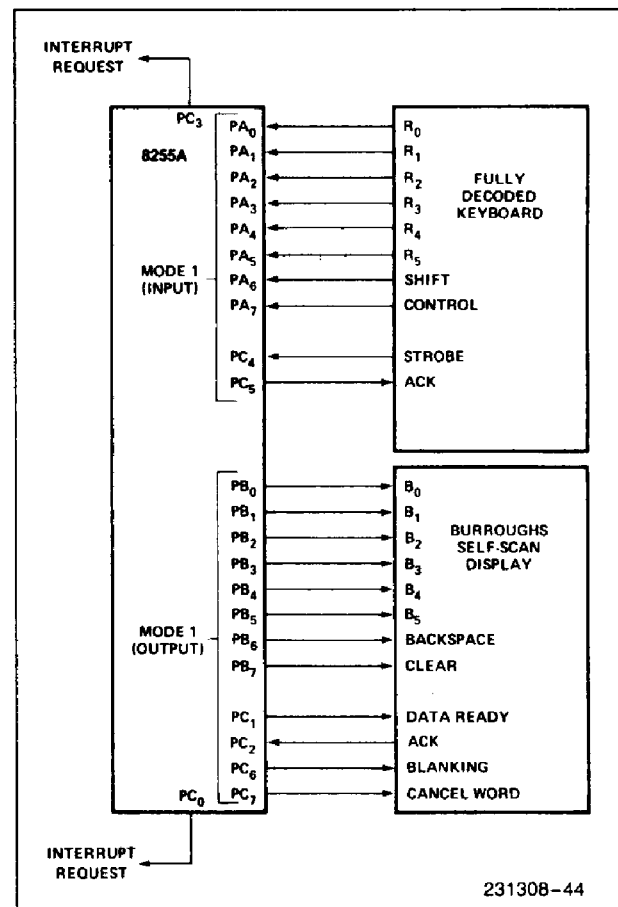 INTERRUPT
REQUEST
PC3
8255A
MODE 1
(INPUT)
PA0
PA1
PA2
PA3
PA4
PA5
PA6
PA7
PC4
PC5
R0
R1
R2
R3
R4
R5
SHIFT
CONTROL
STROBE
ACK
FULLY
DECODED
KEYBOARD
MODE 1
(OUTPUT)
PB0
PB1
PB2
PB3
PB4
PB5
PB6
PB7
PC1
PC2
PC6
PC7
B0
B1
B2
B3
B4
B5
BACKSPACE
CLEAR
DATA READY
ACK
BLANKING
CANCEL WORD
BURROUGHS
SELF-SCAN
DISPLAY
PC0
INTERRUPT
REQUEST
231308-44